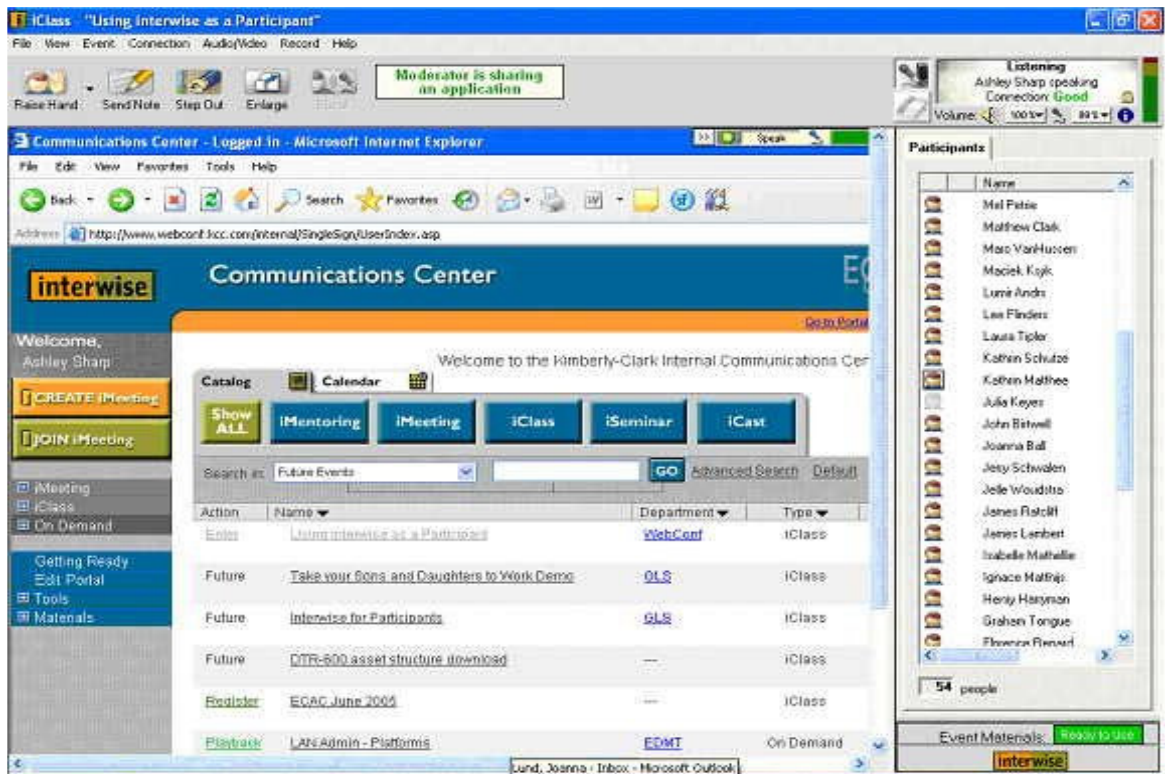 iClass "Using Interwise as a Participant"
File View Event Connection Audio/Video Record Help
Raise Hand Send Note Step Out Enlarge
Moderator is sharing
an application
Listening
Ashley Sharp speaking
Connection: Good
Volume: 100% 99%
Communications Center - Logged in - Microsoft Internet Explorer
Speak
File Edit View Favorites Tools Help
Back Search Favorites
Address http://www.webconf.kcc.com/internal/SingleSign/UserIndex.asp
interwise
Communications Center
Go to Portal
Welcome,
Ashley Sharp
Welcome to the Kimberly-Clark Internal Communications Cen
CREATE iMeeting
JOIN iMeeting
Catalog Calendar
Show ALL iMentoring iMeeting iClass iSeminar iCast
Search in: Future Events GO Advanced Search Default
iMeeting
iClass
On Demand
Getting Ready
Edit Portal
Tools
Materials
Action Name Department Type
Enter Using Interwise as a Participant WebConf iClass
Future Take your Sons and Daughters to Work Demo GLS iClass
Future Interwise for Participants GLS iClass
Future DTR-600 asset structure download --- iClass
Register ECAC June 2005 --- iClass
Playback LAN Admin - Platforms EDMT On Demand
Lund, Joanna - Inbox - Microsoft Outlook
Participants
Name
Mel Petrie
Matthew Clark
Marc VanHussen
Maciek Kojik
Lumir Andrs
Lee Flinders
Laura Tipler
Kathrin Schulze
Kathrin Matthee
Julia Keyes
John Birtwell
Joanna Ball
Jerry Schwalen
Jelle Woudstra
James Ratcliff
James Lambert
Isabelle Mathellie
Ignace Matthijs
Henry Harryman
Graham Tongue
Florence Renard
54 people
Event Materials: Ready to Use
interwise